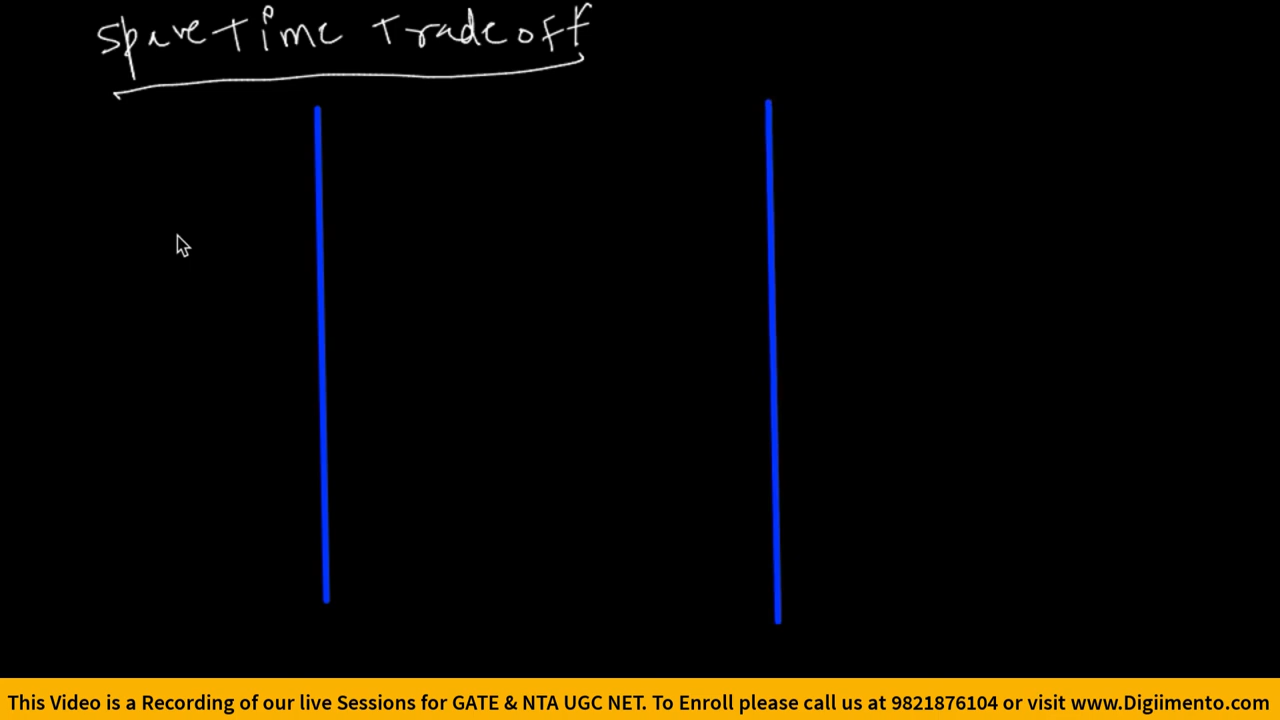 Space Time Tradeoff
This Video is a Recording of our live Sessions for GATE & NTA UGC NET. To Enroll please call us at 9821876104 or visit www.Digiimento.com